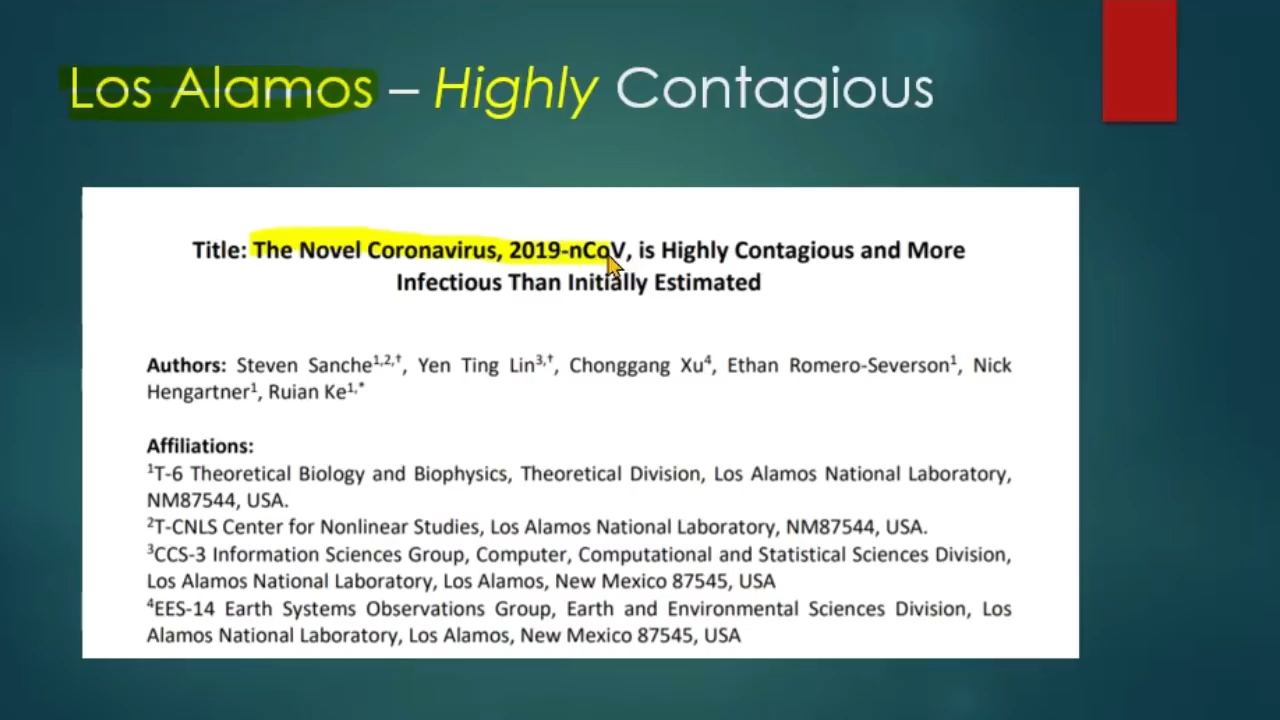 Los Alamos – Highly Contagious
Title: The Novel Coronavirus, 2019-nCoV, is Highly Contagious and More
Infectious Than Initially Estimated
Authors: Steven Sanche1,2,†, Yen Ting Lin3,†, Chonggang Xu4, Ethan Romero-Severson1, Nick
Hengartner1, Ruian Ke1,*
Affiliations:
1T-6 Theoretical Biology and Biophysics, Theoretical Division, Los Alamos National Laboratory,
NM87544, USA.
2T-CNLS Center for Nonlinear Studies, Los Alamos National Laboratory, NM87544, USA.
3CCS-3 Information Sciences Group, Computer, Computational and Statistical Sciences Division,
Los Alamos National Laboratory, Los Alamos, New Mexico 87545, USA
4EES-14 Earth Systems Observations Group, Earth and Environmental Sciences Division, Los
Alamos National Laboratory, Los Alamos, New Mexico 87545, USA